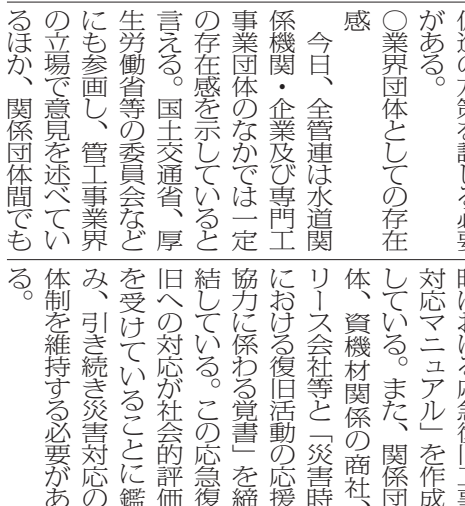 の方策を講じる必要
がある。
○業界団体としての存在
感
今日、全管連は水道関
係機関・企業及び専門工
事業団体のなかでは一定
の存在感を示していると
言える。国土交通省、厚
生労働省等の委員会など
にも参画し、管工事業界
の立場で意見を述べてい
るほか、関係団体間でも
時における応急復旧工事
対応マニュアル」を作成
している。また、関係団
体、資機材関係の商社、
リース会社等と「災害時
における復旧活動の応援
協力に係わる覚書」を締
結している。この応急復
旧への対応が社会的評価
を受けていることに鑑
み、引き続き災害対応の
体制を維持する必要があ
る。